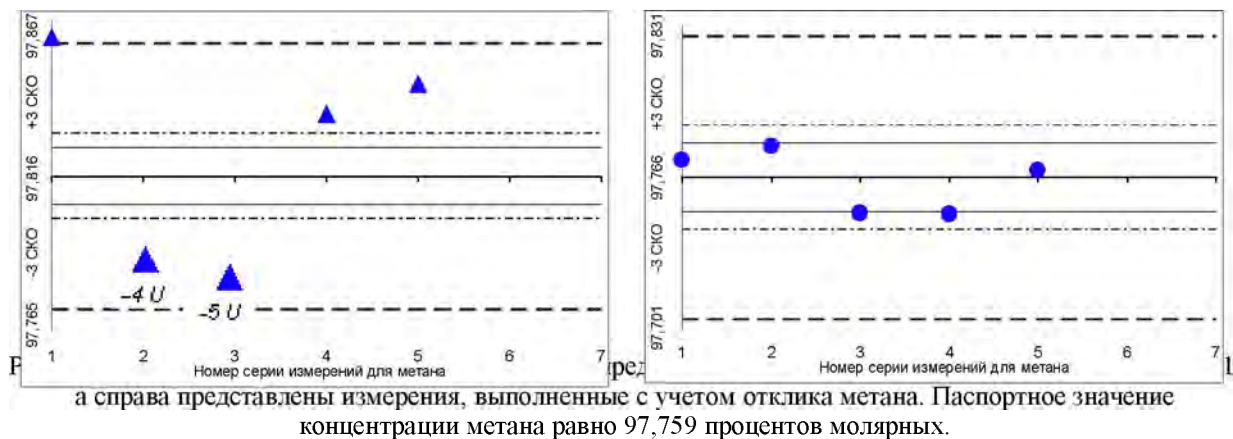 97,867
+3 СКО
97,816
-3 СКО
97,765
–4 U
–5 U
1 2 3 4 5 6 7
Номер серии измерений для метана
97,831
+3 СКО
97,766
-3 СКО
97,701
1 2 3 4 5 6 7
Номер серии измерений для метана
а справа представлены измерения, выполненные с учетом отклика метана. Паспортное значение
концентрации метана равно 97,759 процентов молярных.